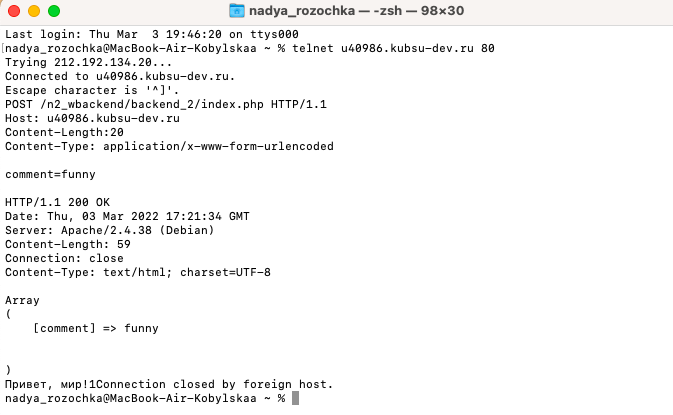 nadya_rozochka — -zsh — 98×30
Last login: Thu Mar  3 19:46:20 on ttys000
[nadya_rozochka@MacBook-Air-Kobylskaa ~ % telnet u40986.kubsu-dev.ru 80
Trying 212.192.134.20...
Connected to u40986.kubsu-dev.ru.
Escape character is '^]'.
POST /n2_wbackend/backend_2/index.php HTTP/1.1
Host: u40986.kubsu-dev.ru
Content-Length:20
Content-Type: application/x-www-form-urlencoded
comment=funny
HTTP/1.1 200 OK
Date: Thu, 03 Mar 2022 17:21:34 GMT
Server: Apache/2.4.38 (Debian)
Content-Length: 59
Connection: close
Content-Type: text/html; charset=UTF-8
Array
(
    [comment] => funny
)
Привет, мир!1Connection closed by foreign host.
nadya_rozochka@MacBook-Air-Kobylskaa ~ %